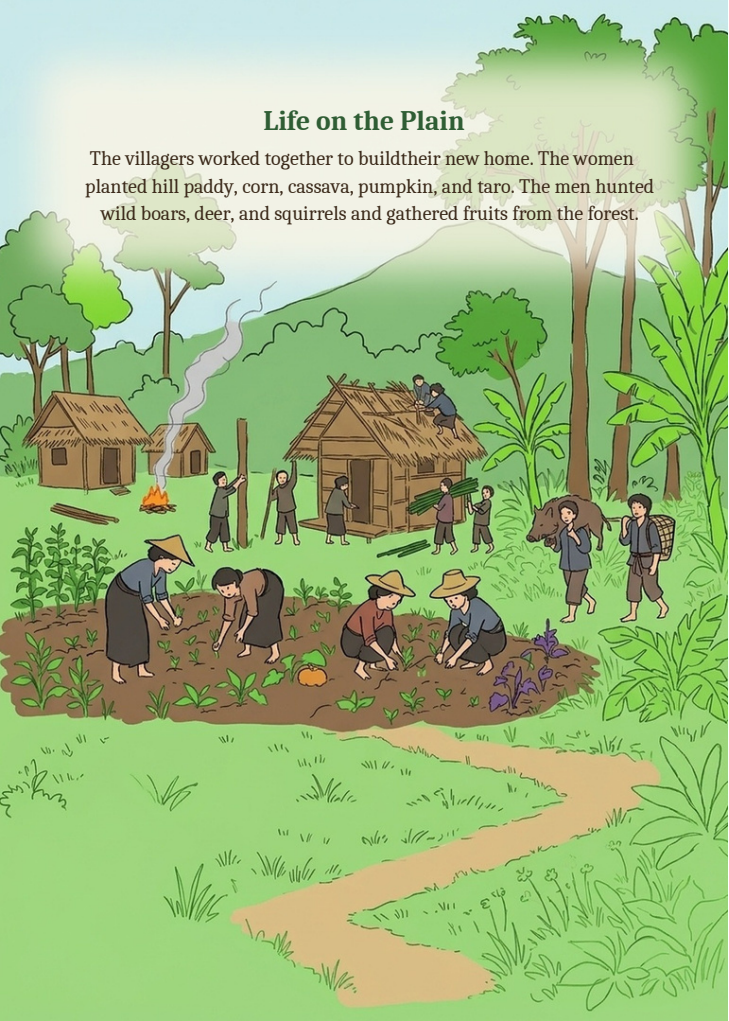 Life on the Plain
The villagers worked together to buildtheir new home. The women
planted hill paddy, corn, cassava, pumpkin, and taro. The men hunted
wild boars, deer, and squirrels and gathered fruits from the forest.